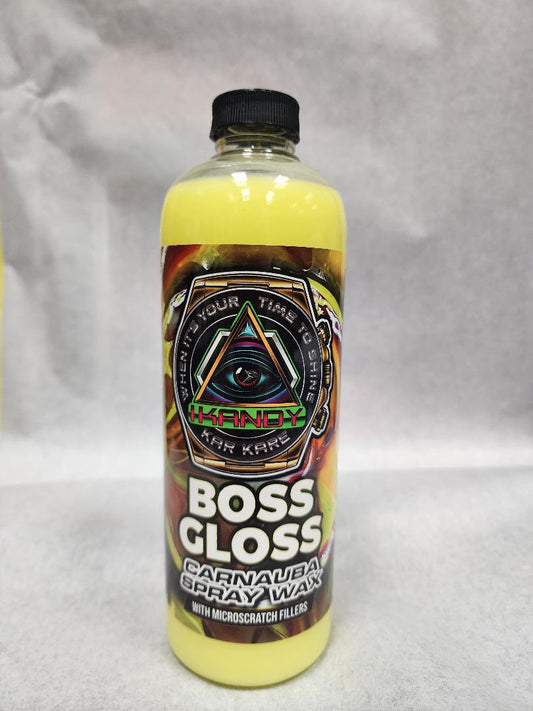 WHEN IT'S YOUR TIME TO SHINE
IKANDY
KAR KARE
BOSS
GLOSS
CARNAUBA
SPRAY WAX
WITH MICROSCRATCH FILLERS